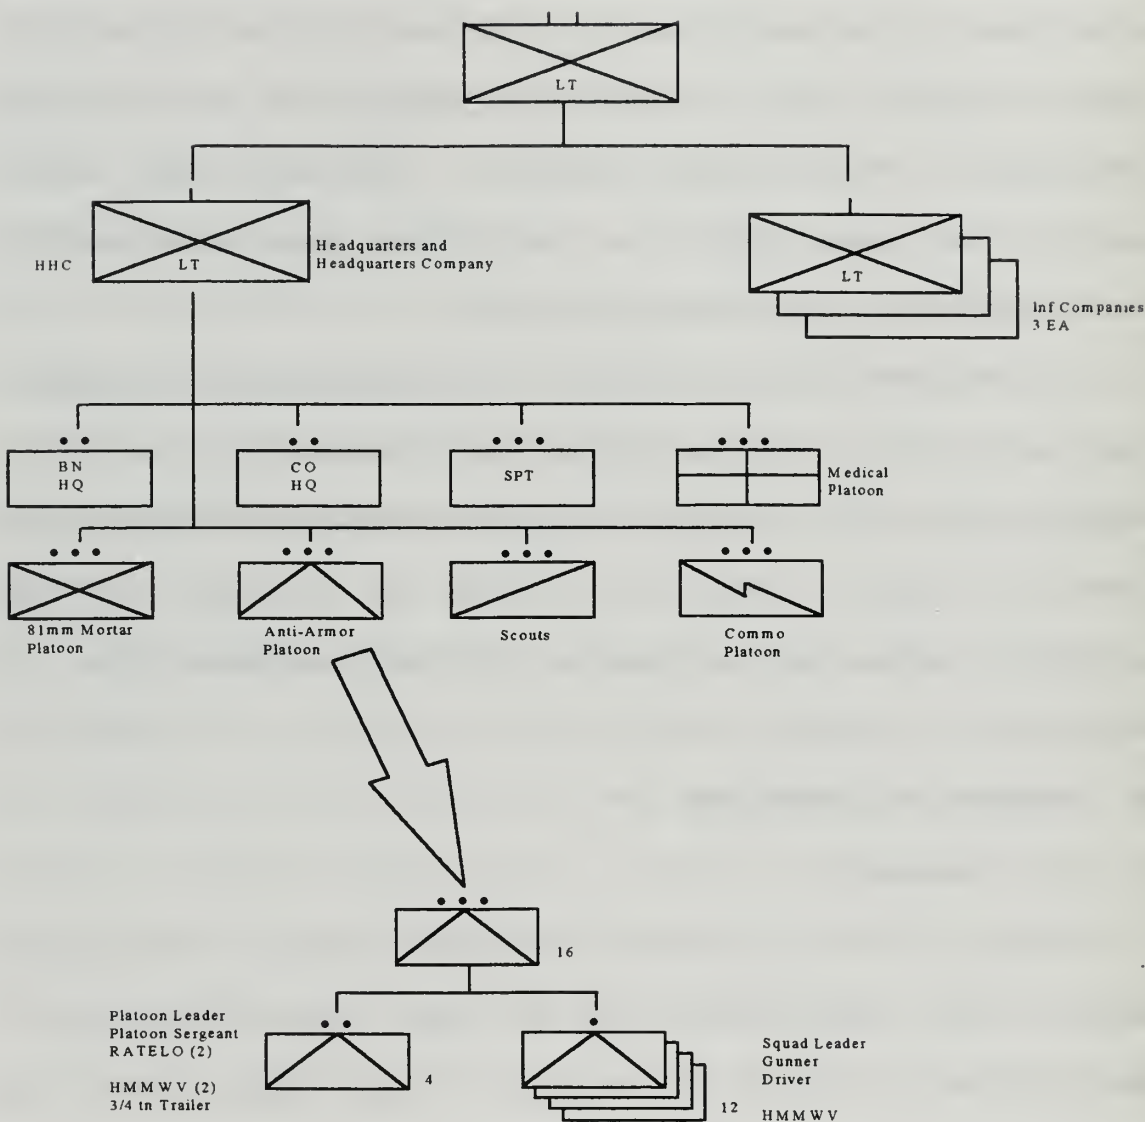 LT
HHC
LT
Headquarters and
Headquarters Company
LT
Inf Companies
3 EA
BN
HQ
CO
HQ
SPT
Medical
Platoon
81mm Mortar
Platoon
Anti-Armor
Platoon
Scouts
Commo
Platoon
16
Platoon Leader
Platoon Sergeant
RATELO (2)
HMMWV (2)
3/4 tn Trailer
4
Squad Leader
Gunner
Driver
12
HMMWV